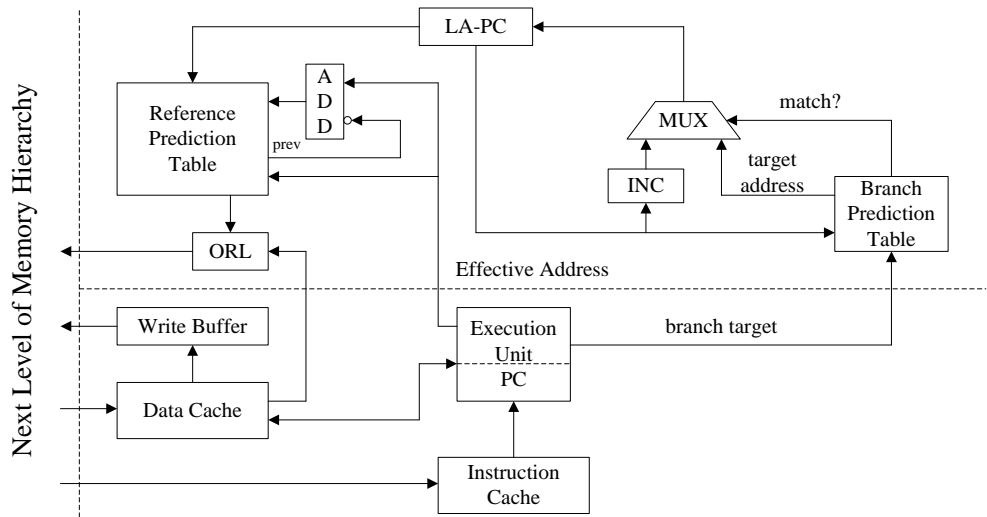 Next Level of Memory Hierarchy
LA-PC
A
D
D
Reference
Prediction
Table
prev
MUX
match?
target
address
INC
Branch
Prediction
Table
ORL
Effective Address
Write Buffer
Execution
Unit
PC
branch target
Data Cache
Instruction
Cache